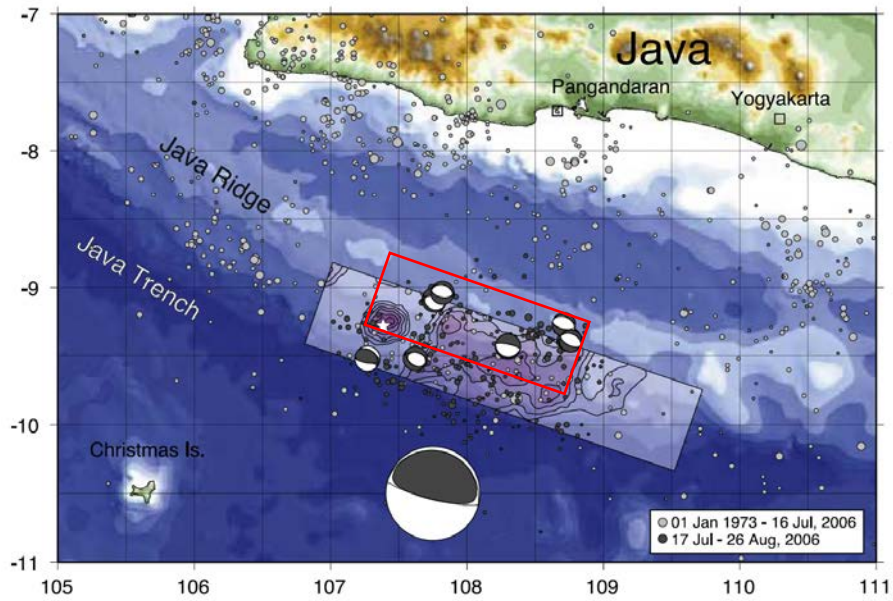 -7
Java
Pangandaran
Yogyakarta
-8
Java Ridge
Java Trench
-9
-10
Christmas Is.
01 Jan 1973 - 16 Jul, 2006
17 Jul - 26 Aug, 2006
-11
105 106 107 108 109 110 111